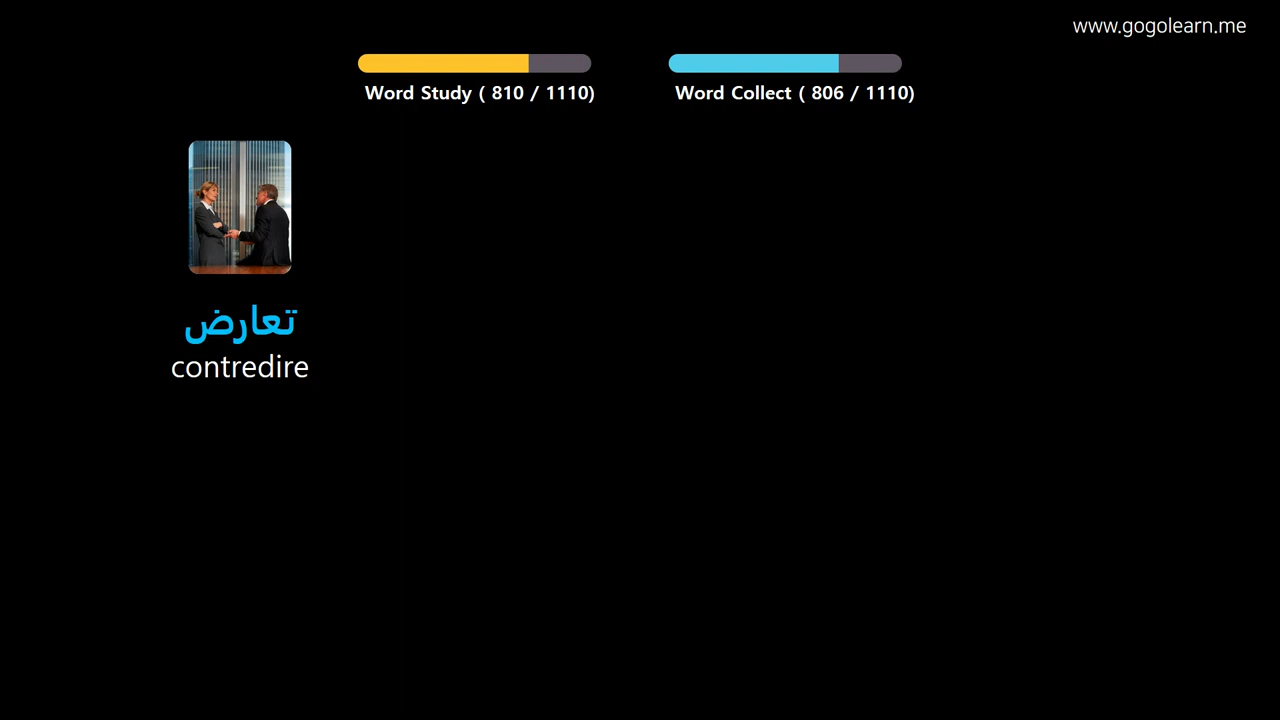 www.gogolearn.me
Word Study ( 810 / 1110)
Word Collect ( 806 / 1110)
تعارض
contredire